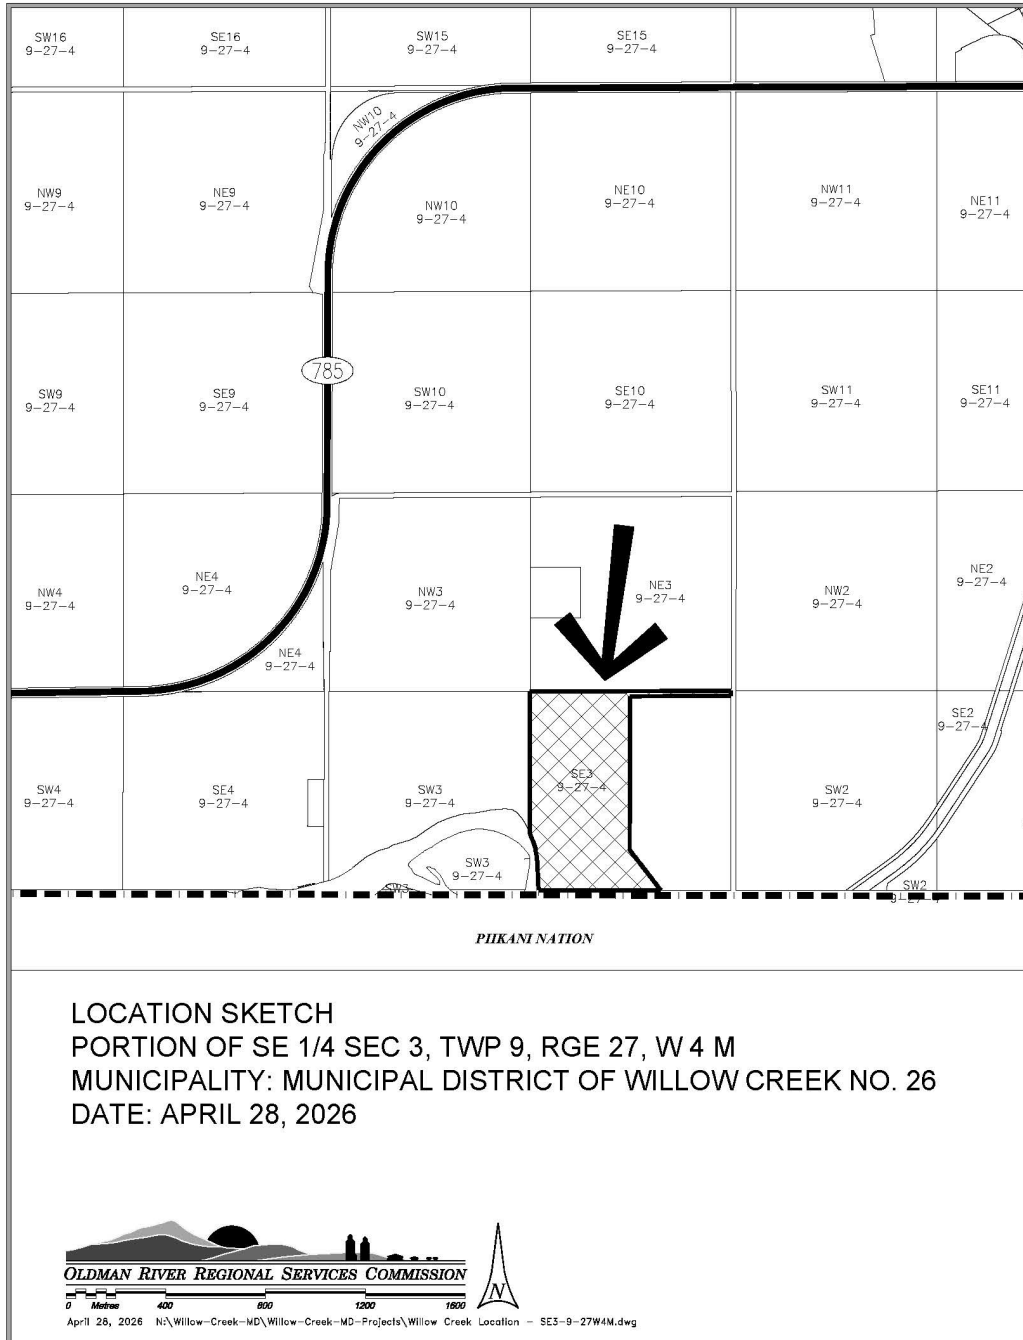 SW16
9-27-4
SE16
9-27-4
SW15
9-27-4
SE15
9-27-4
NW10
9-27-4
NW9
9-27-4
NE9
9-27-4
NW10
9-27-4
NE10
9-27-4
NW11
9-27-4
NE11
9-27-4
785
SW9
9-27-4
SE9
9-27-4
SW10
9-27-4
SE10
9-27-4
SW11
9-27-4
SE11
9-27-4
NW4
9-27-4
NE4
9-27-4
NW3
9-27-4
NE3
9-27-4
NW2
9-27-4
NE2
9-27-4
NE4
9-27-4
SE2
9-27-4
SW4
9-27-4
SE4
9-27-4
SW3
9-27-4
SE3
9-27-4
SW2
9-27-4
SW3
9-27-4
SW3
SW2
9-27-4
PIIKANI NATION
LOCATION SKETCH
PORTION OF SE 1/4 SEC 3, TWP 9, RGE 27, W 4 M
MUNICIPALITY: MUNICIPAL DISTRICT OF WILLOW CREEK NO. 26
DATE: APRIL 28, 2026
OLDMAN RIVER REGIONAL SERVICES COMMISSION
N
0 Metres 400 800 1200 1600
April 28, 2026 N:\Willow-Creek-MD\Willow-Creek-MD-Projects\Willow Creek Location - SE3-9-27W4M.dwg